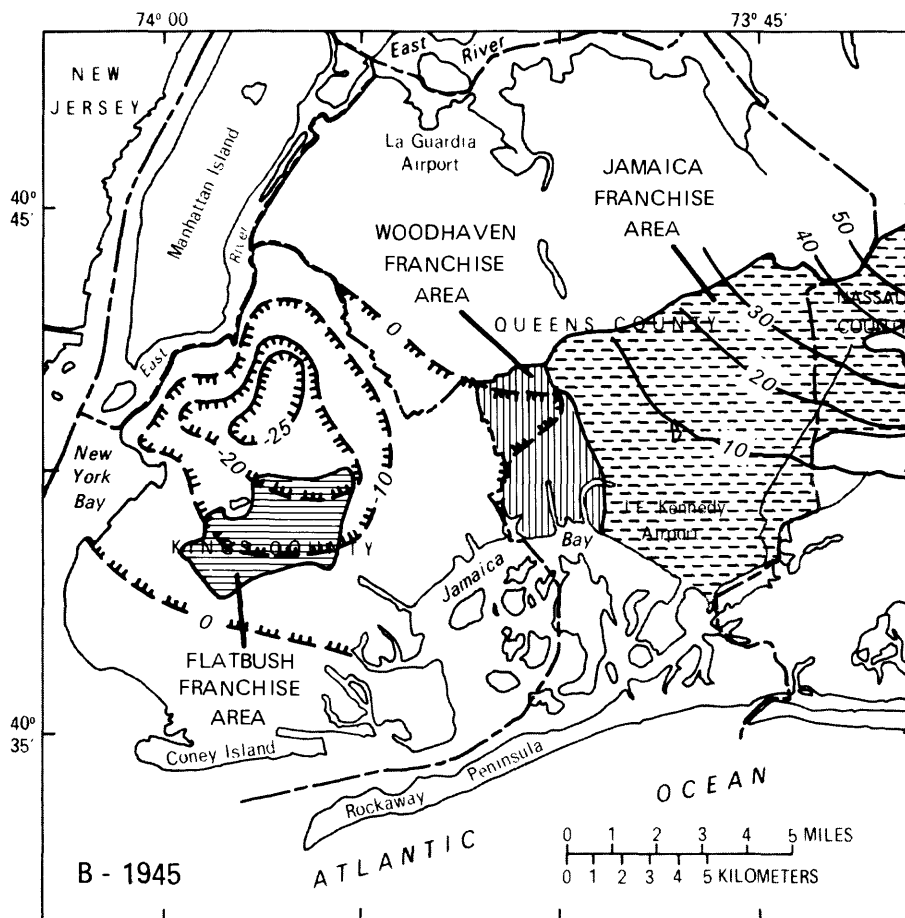 74° 00
73° 45'
East
River
NEW
JERSEY
Manhattan Island
La Guardia
Airport
JAMAICA
FRANCHISE
AREA
40°
45'
WOODHAVEN
FRANCHISE
AREA
River
50
40
0
30
NASSAU
QUEENS COUNTY
20
East
-25
-20
10
-10
New
York
Bay
J.F. Kennedy
Airport
KINGS COUNTY
Bay
Jamaica
0
FLATBUSH
FRANCHISE
AREA
40°
35'
Coney Island
Rockaway Peninsula
ATLANTIC OCEAN
B - 1945
0 1 2 3 4 5 MILES
0 1 2 3 4 5 KILOMETERS